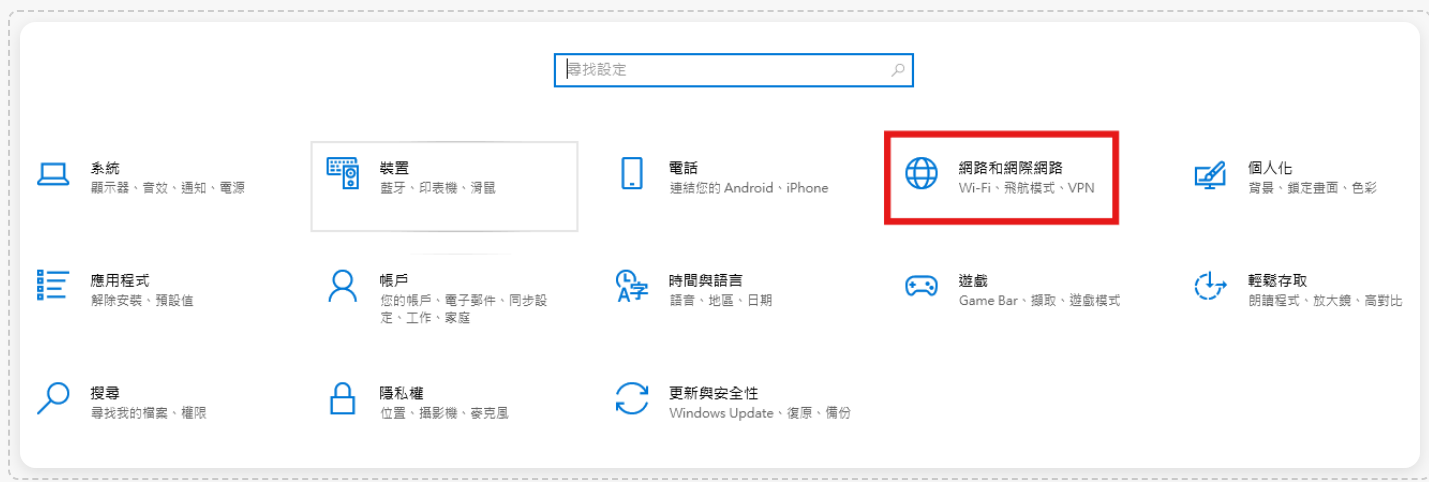 尋找設定
系統
顯示器、音效、通知、電源
裝置
藍牙、印表機、滑鼠
電話
連結您的 Android、iPhone
網路和網際網路
Wi-Fi、飛航模式、VPN
個人化
背景、鎖定畫面、色彩
應用程式
解除安裝、預設值
帳戶
您的帳戶、電子郵件、同步設
定、工作、家庭
時間與語言
語音、地區、日期
遊戲
Game Bar、擷取、遊戲模式
輕鬆存取
朗讀程式、放大鏡、高對比
搜尋
尋找我的檔案、權限
隱私權
位置、攝影機、麥克風
更新與安全性
Windows Update、復原、備份